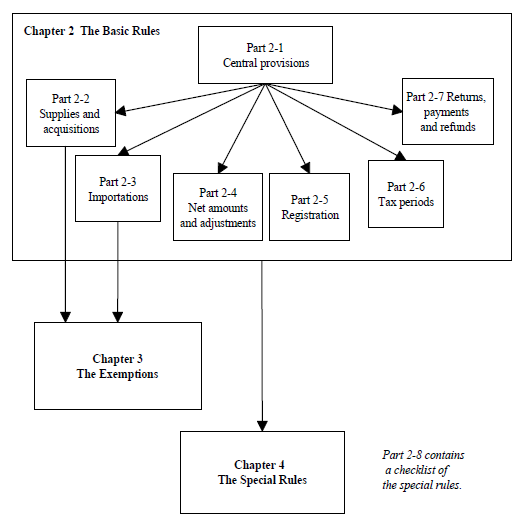 Chapter 2 The Basic Rules
Part 2-1
Central provisions
Part 2-2
Supplies and
acquisitions
Part 2-7 Returns,
payments
and refunds
Part 2-3
Importations
Part 2-4
Net amounts
and adjustments
Part 2-5
Registration
Part 2-6
Tax periods
Chapter 3
The Exemptions
Chapter 4
The Special Rules
Part 2-8 contains
a checklist of
the special rules.